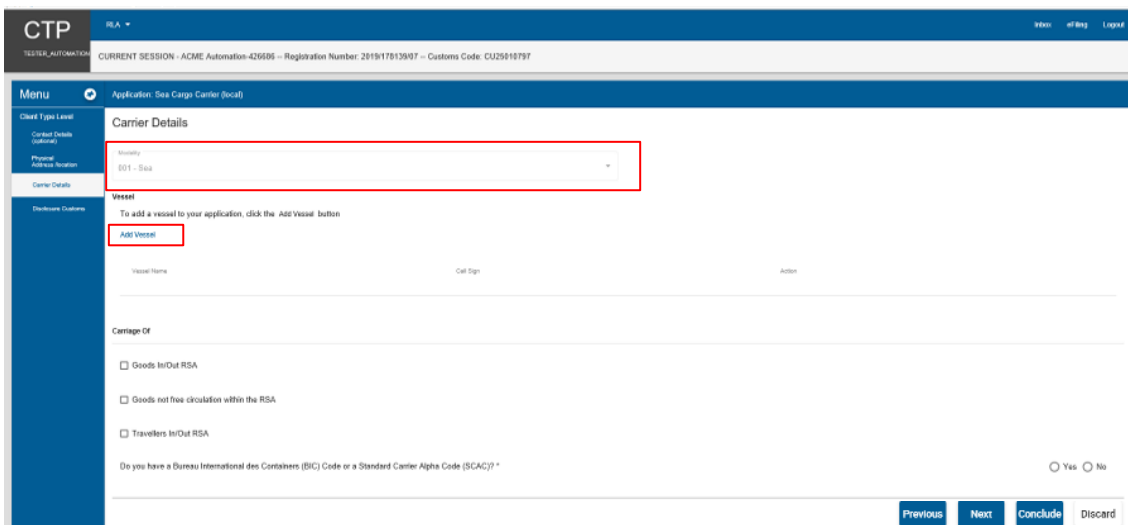 CTP
RLA
Inbox eFiling Logout
TESTER_AUTOMATION
CURRENT SESSION - ACME Automation-426686 -- Registration Number: 2019/178139/07 -- Customs Code: CU25010797
Menu
Application: Sea Cargo Carrier (local)
Client Type Level
Contact Details
(optional)
Physical
Address /location
Carrier Details
Disclosure Customs
Carrier Details
Modality
001 - Sea
Vessel
To add a vessel to your application, click the Add Vessel button
Add Vessel
Vessel Name Call Sign Action
Carriage Of
Goods In/Out RSA
Goods not free circulation within the RSA
Travellers In/Out RSA
Do you have a Bureau International des Containers (BIC) Code or a Standard Carrier Alpha Code (SCAC)? *
Yes No
Previous Next Conclude Discard